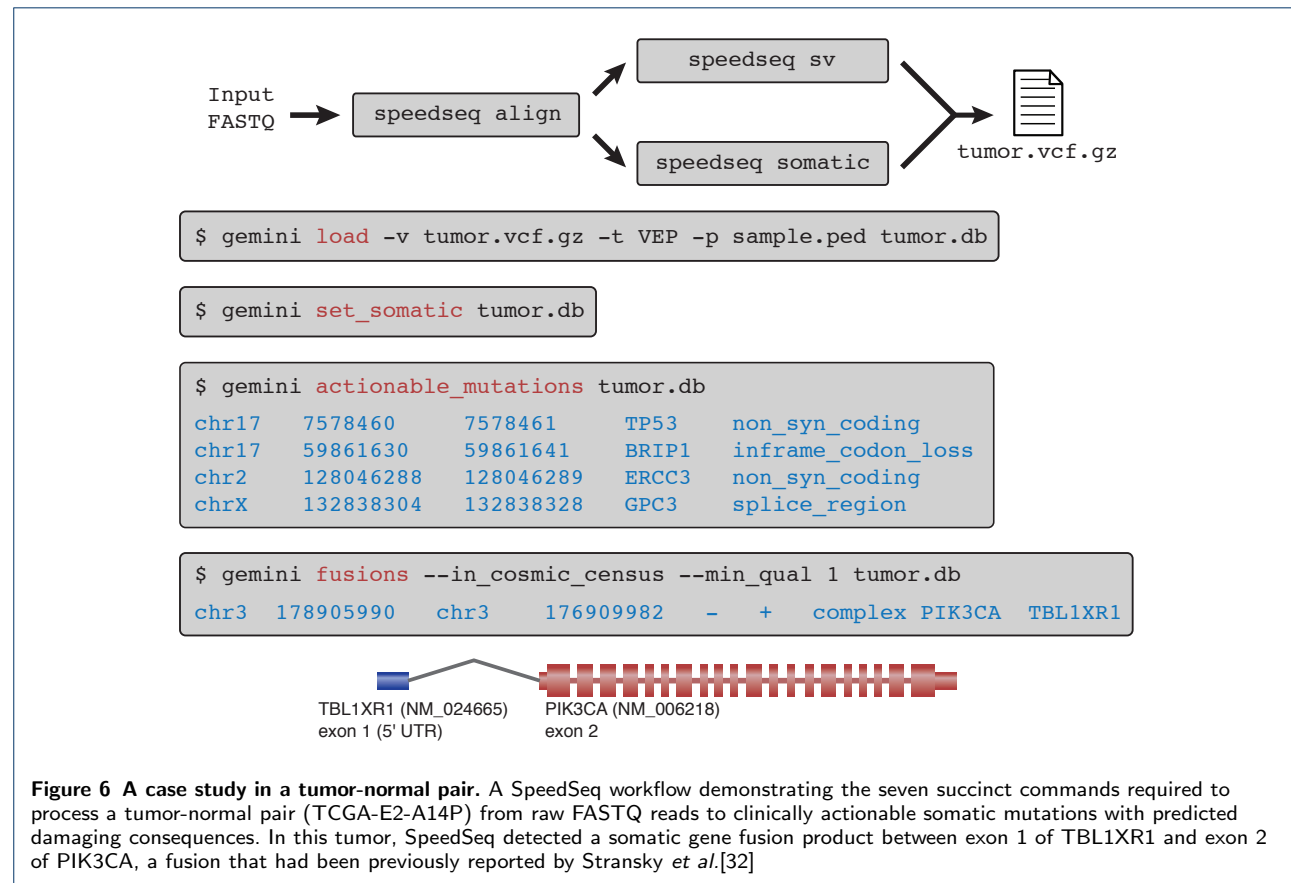 speedseq sv
Input
FASTQ
speedseq align
speedseq somatic
tumor.vcf.gz
$ gemini load -v tumor.vcf.gz -t VEP -p sample.ped tumor.db
$ gemini set_somatic tumor.db
$ gemini actionable_mutations tumor.db
chr17 7578460 7578461 TP53 non_syn_coding
chr17 59861630 59861641 BRIP1 inframe_codon_loss
chr2 128046288 128046289 ERCC3 non_syn_coding
chrX 132838304 132838328 GPC3 splice_region
$ gemini fusions --in_cosmic_census --min_qual 1 tumor.db
chr3 178905990 chr3 176909982 - + complex PIK3CA TBL1XR1
TBL1XR1 (NM_024665)
exon 1 (5' UTR)
PIK3CA (NM_006218)
exon 2
Figure 6 A case study in a tumor-normal pair. A SpeedSeq workflow demonstrating the seven succinct commands required to
process a tumor-normal pair (TCGA-E2-A14P) from raw FASTQ reads to clinically actionable somatic mutations with predicted
damaging consequences. In this tumor, SpeedSeq detected a somatic gene fusion product between exon 1 of TBL1XR1 and exon 2
of PIK3CA, a fusion that had been previously reported by Stransky et al.[32]